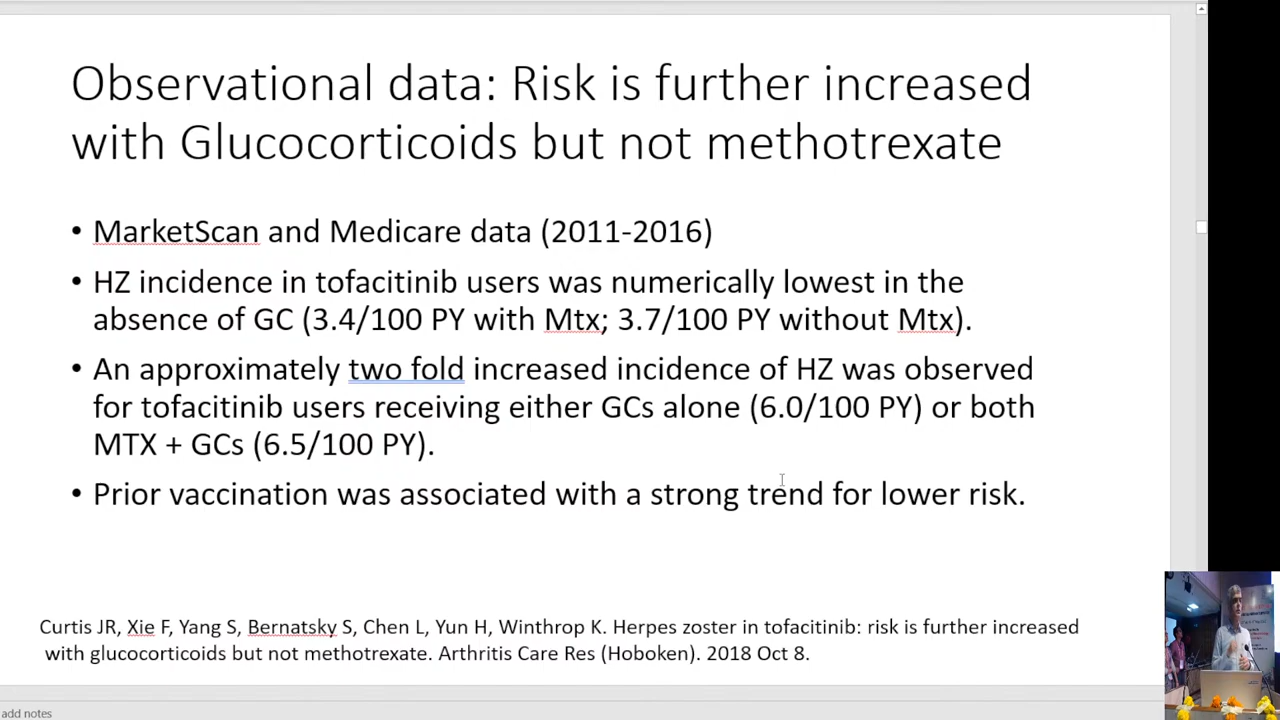 Observational data: Risk is further increased
with Glucocorticoids but not methotrexate
• MarketScan and Medicare data (2011-2016)
• HZ incidence in tofacitinib users was numerically lowest in the
absence of GC (3.4/100 PY with Mtx; 3.7/100 PY without Mtx).
• An approximately two fold increased incidence of HZ was observed
for tofacitinib users receiving either GCs alone (6.0/100 PY) or both
MTX + GCs (6.5/100 PY).
• Prior vaccination was associated with a strong trend for lower risk.
Curtis JR, Xie F, Yang S, Bernatsky S, Chen L, Yun H, Winthrop K. Herpes zoster in tofacitinib: risk is further increased
with glucocorticoids but not methotrexate. Arthritis Care Res (Hoboken). 2018 Oct 8.
add notes